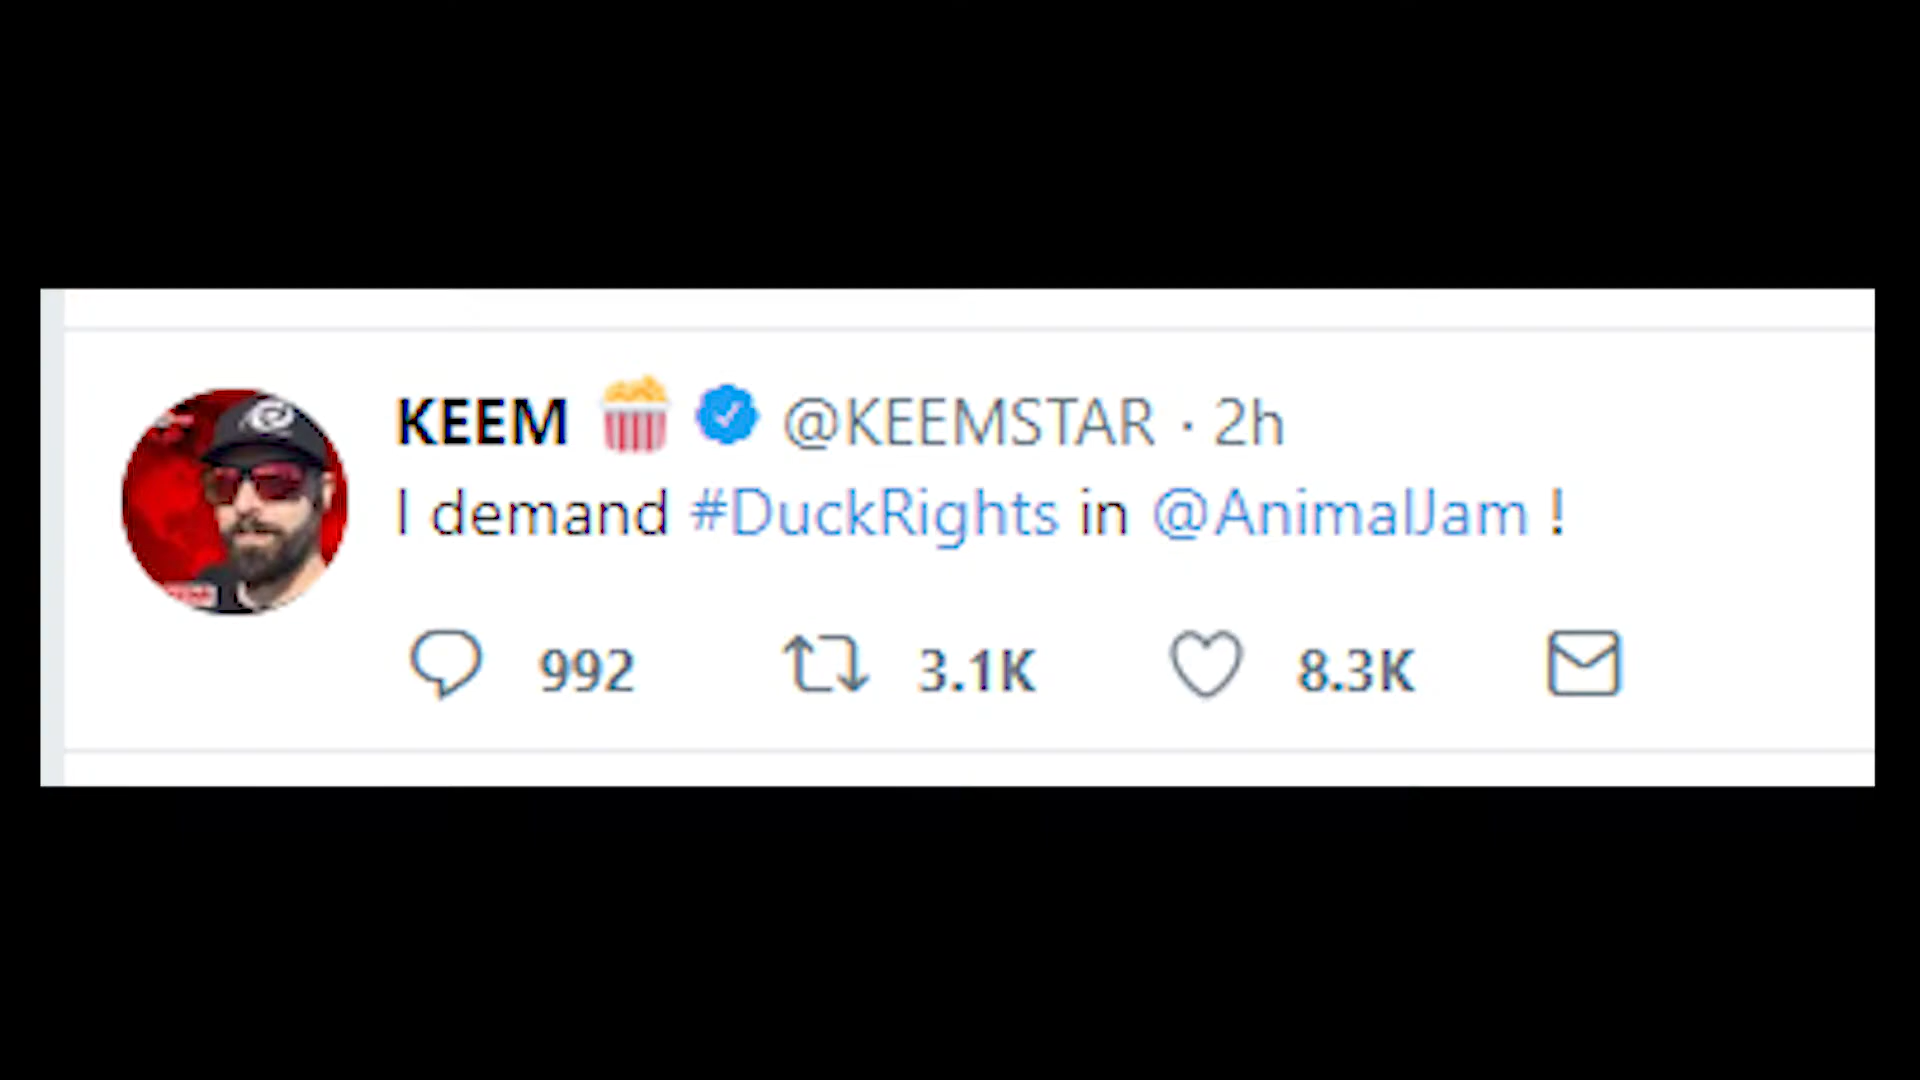 KEEM 🍿 @KEEMSTAR · 2h
I demand #DuckRights in @AnimalJam !
992 3.1K 8.3K